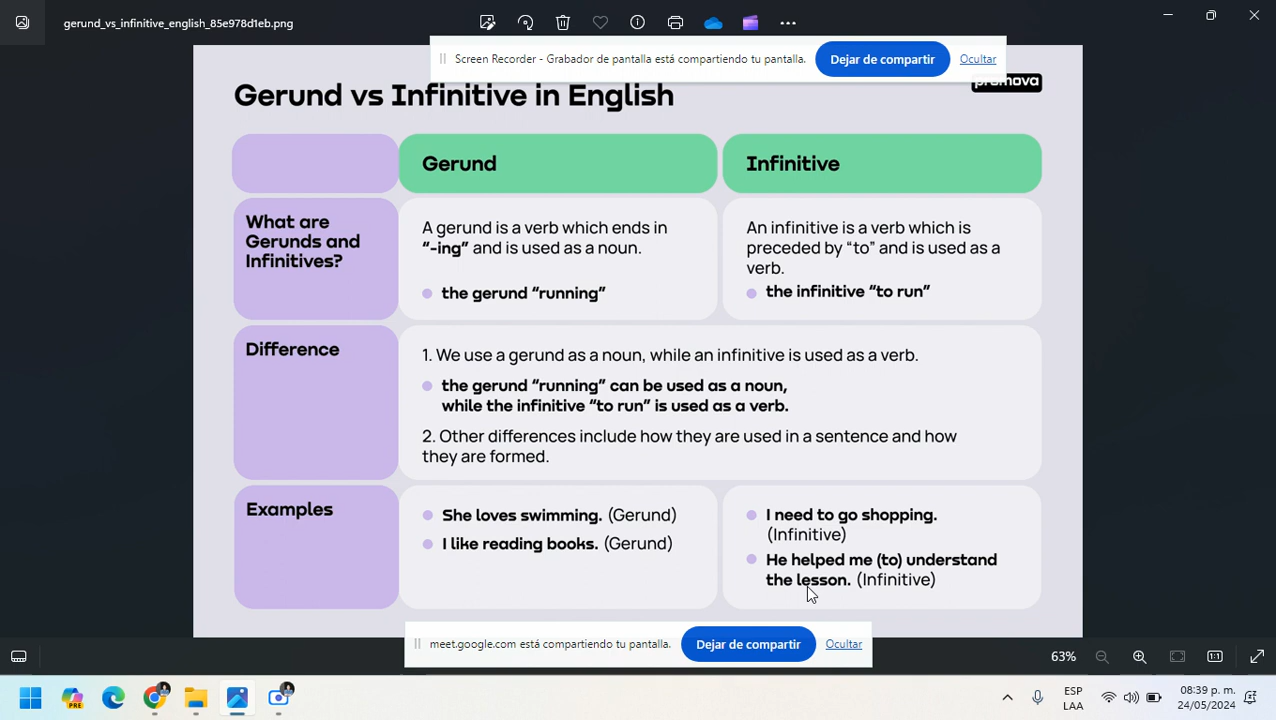 gerund_vs_infinitive_english_85e978d1eb.png
Screen Recorder - Grabador de pantalla está compartiendo tu pantalla.
Dejar de compartir
Ocultar
promova
Gerund vs Infinitive in English
Gerund
Infinitive
What are
Gerunds and
Infinitives?
A gerund is a verb which ends in
“-ing” and is used as a noun.
the gerund “running”
An infinitive is a verb which is
preceded by “to” and is used as a
verb.
the infinitive “to run”
Difference
1. We use a gerund as a noun, while an infinitive is used as a verb.
the gerund “running” can be used as a noun,
while the infinitive “to run” is used as a verb.
2. Other differences include how they are used in a sentence and how
they are formed.
Examples
She loves swimming. (Gerund)
I like reading books. (Gerund)
I need to go shopping.
(Infinitive)
He helped me (to) understand
the lesson. (Infinitive)
meet.google.com está compartiendo tu pantalla.
Dejar de compartir
Ocultar
63%
PRE
ESP
LAA
08:39 p. m.
24/05/2024